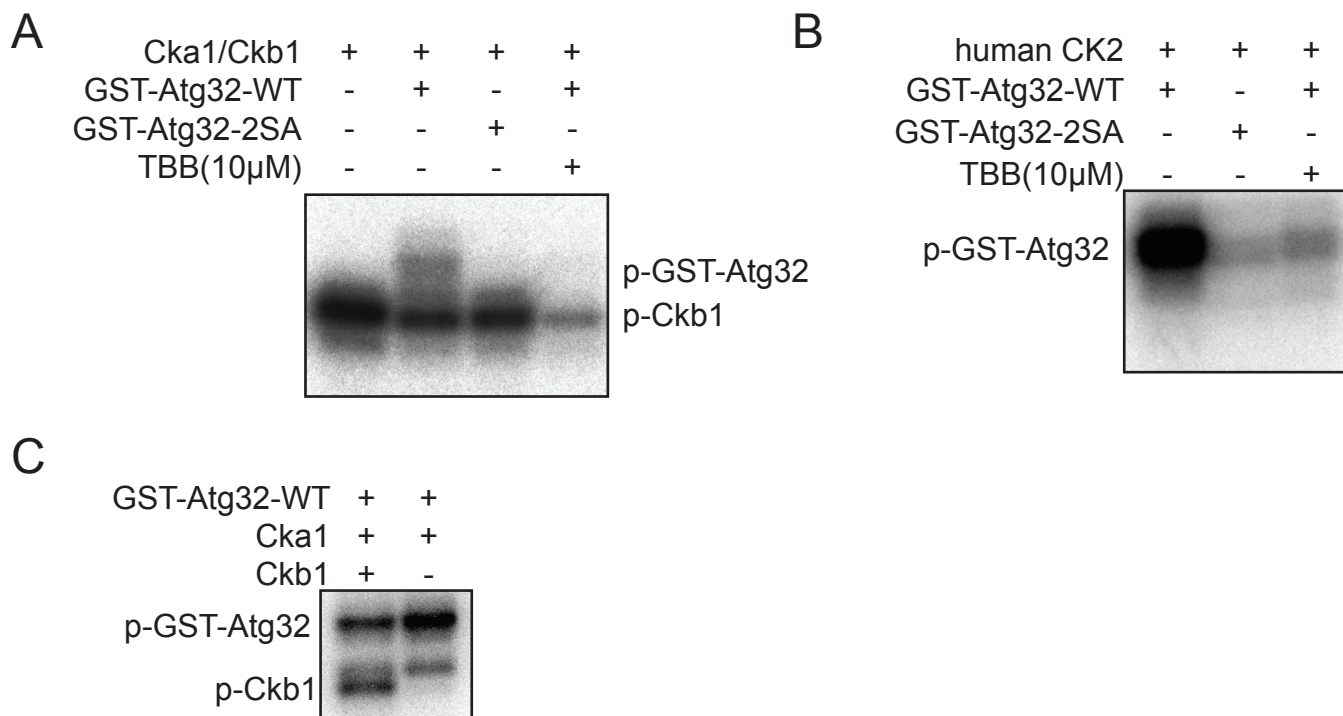 A
Cka1/Ckb1 + + + +
GST-Atg32-WT - + - +
GST-Atg32-2SA - - + -
TBB(10µM) - - - +
p-GST-Atg32
p-Ckb1
B
human CK2 + + +
GST-Atg32-WT + - +
GST-Atg32-2SA - + -
TBB(10µM) - - +
p-GST-Atg32
C
GST-Atg32-WT + +
Cka1 + +
Ckb1 + -
p-GST-Atg32
p-Ckb1